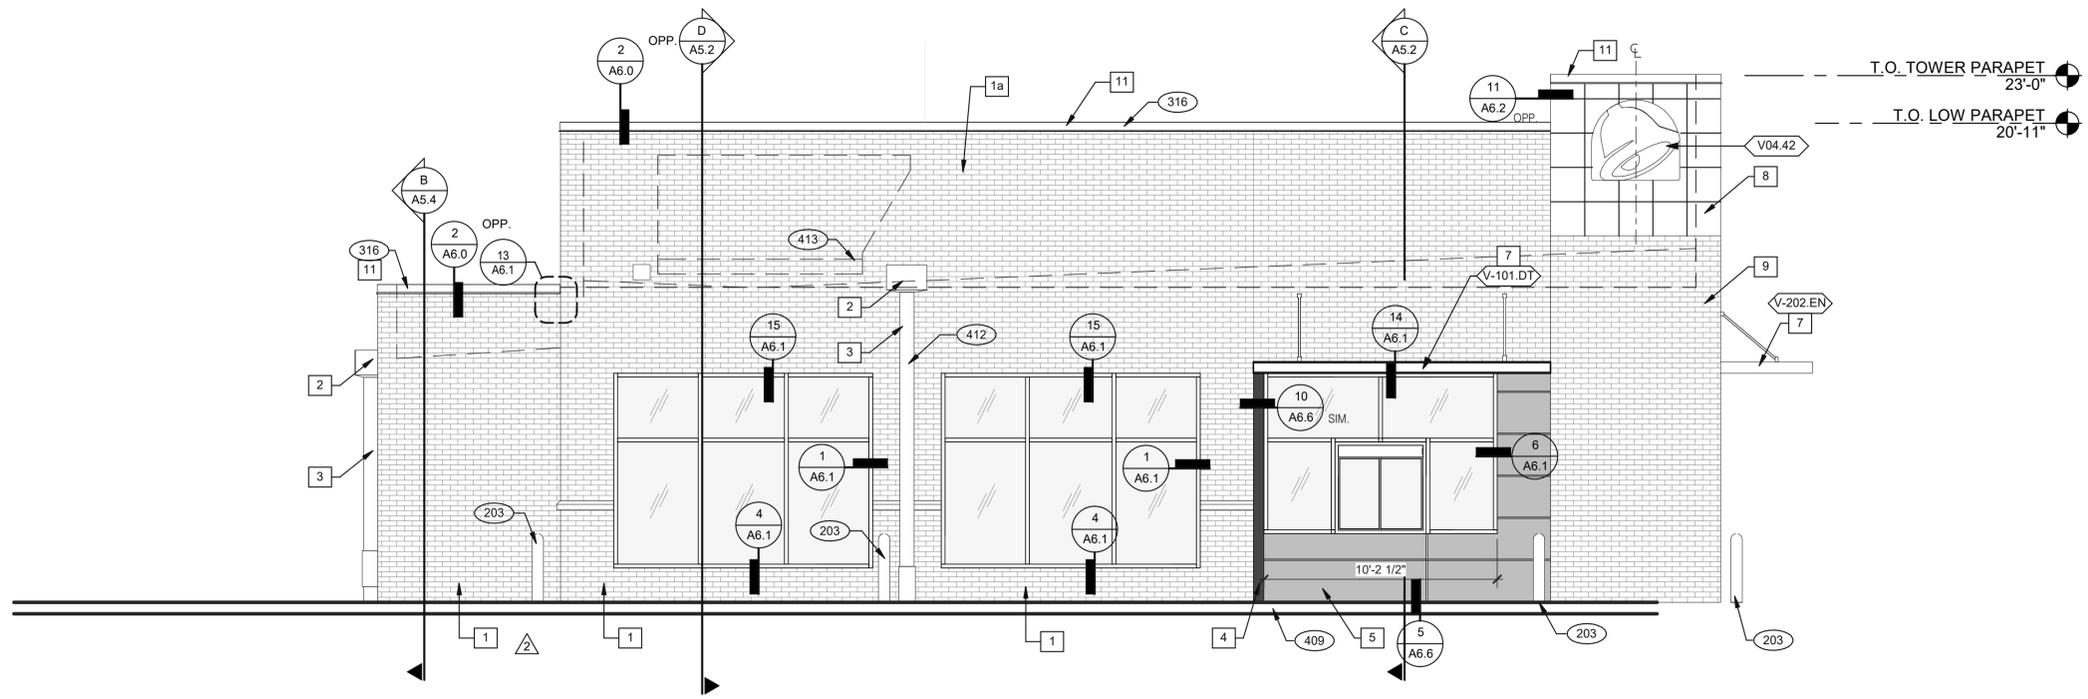 2
A6.0
OPP.
D
A5.2
C
A5.2
11
℄
T.O. TOWER PARAPET
23'-0"
1a
11
316
11
A6.2
OPP.
T.O. LOW PARAPET
20'-11"
V04.42
8
B
A5.4
2
A6.0
OPP.
13
A6.1
316
11
413
7
V-101.DT
9
V-202.EN
7
2
15
A6.1
3
412
15
A6.1
14
A6.1
2
10
A6.6
SIM.
1
A6.1
1
A6.1
6
A6.1
3
203
4
A6.1
203
4
A6.1
10'-2 1/2"
1
2
1
1
4
409
5
5
A6.6
203
203